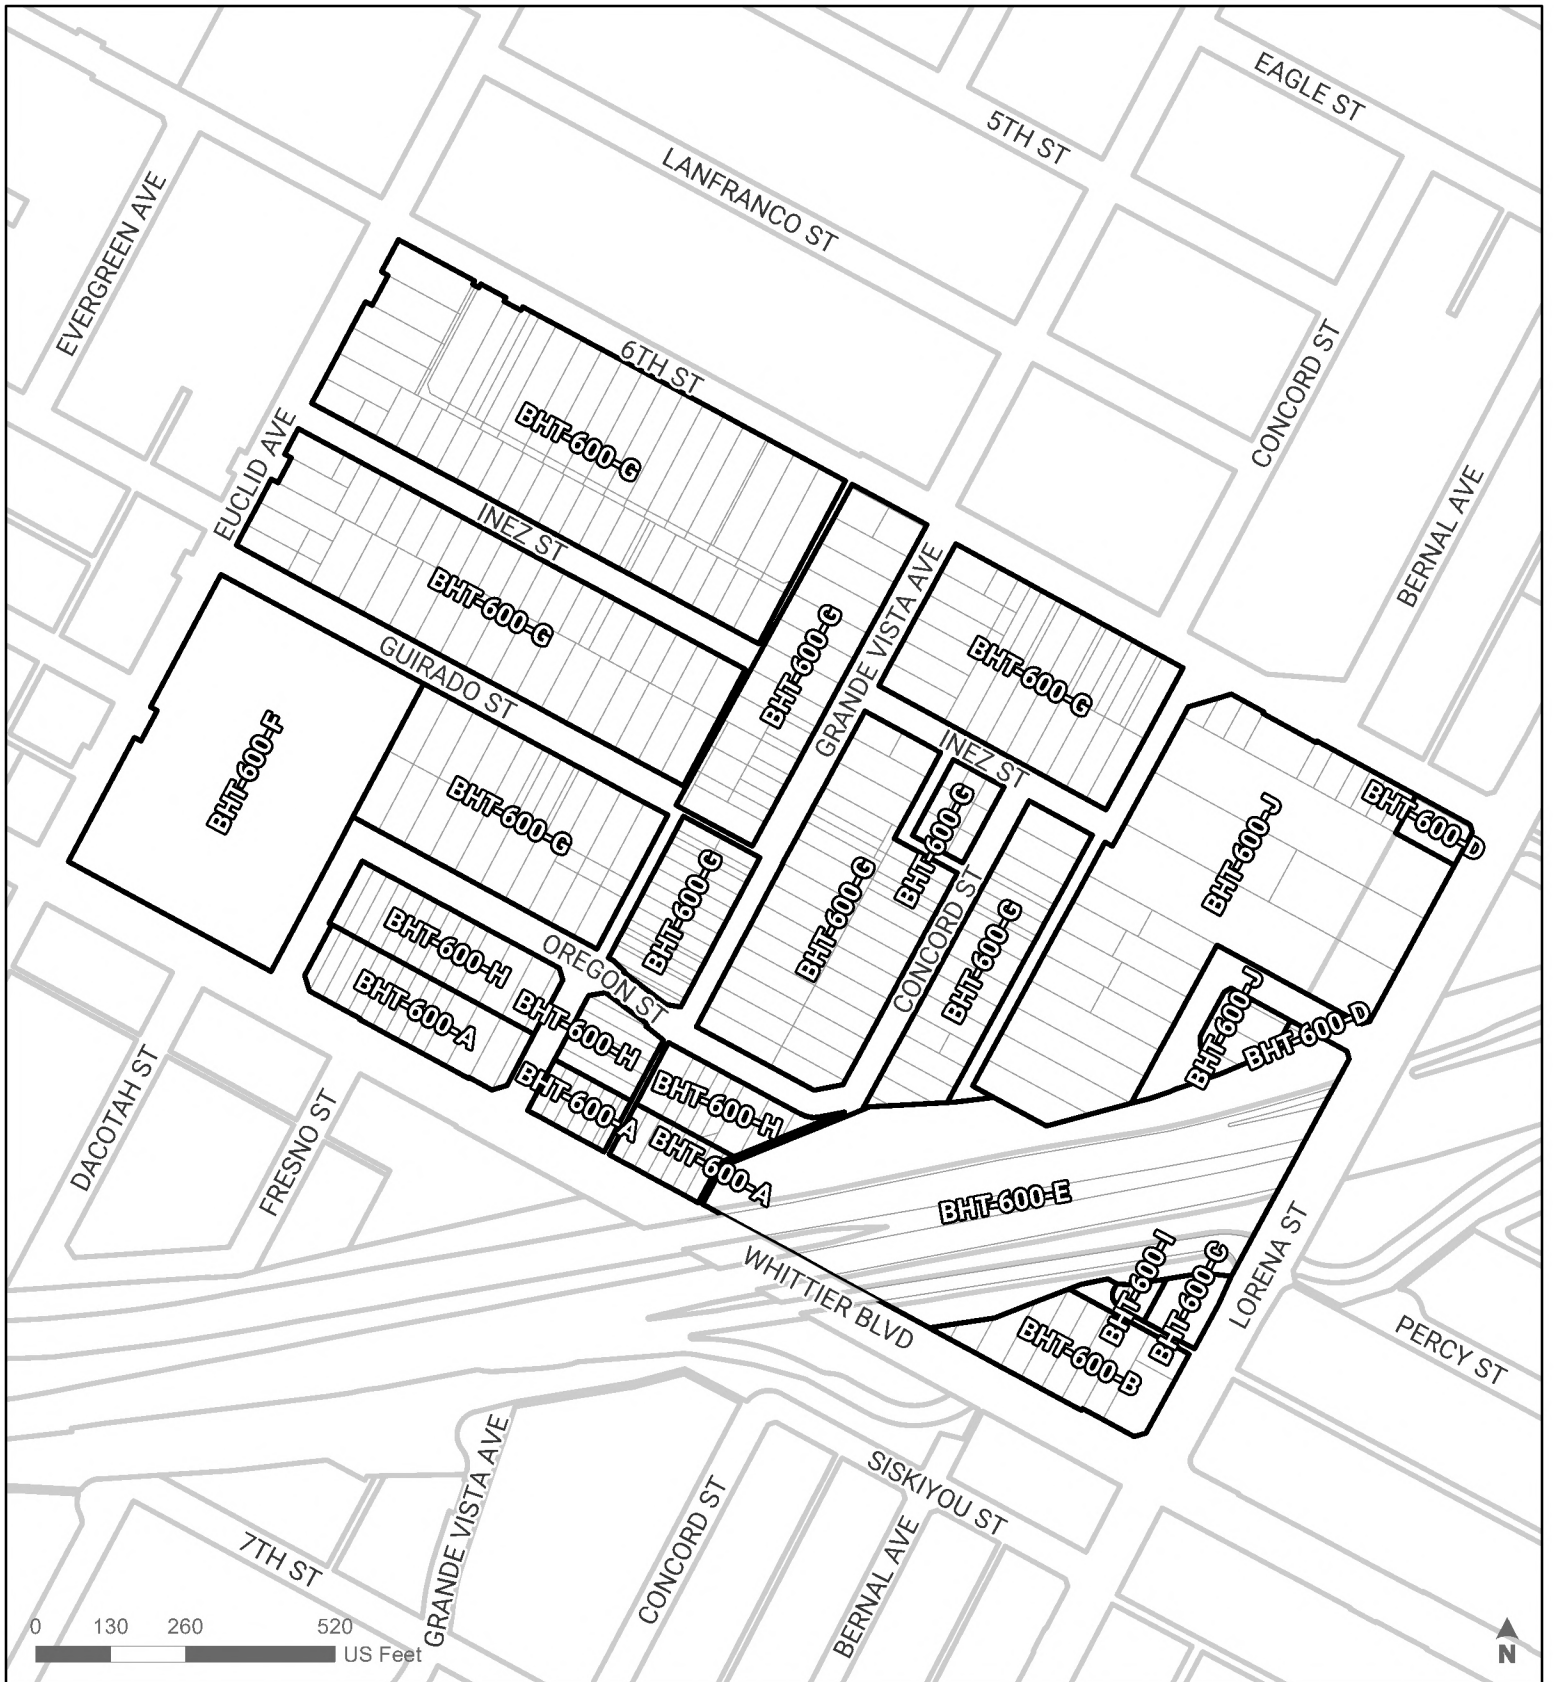 EAGLE ST
5TH ST
LANFRANCO ST
EVERGREEN AVE
6TH ST
CONCORD ST
BHT-600-G
EUCLID AVE
INEZ ST
BERNAL AVE
BHT-600-G
GRANDE VISTA AVE
BHT-600-G
BHT-600-G
GUIRADO ST
INEZ ST
BHT-600-F
BHT-600-G
BHT-600-G
BHT-600-J
BHT-600-D
BHT-600-G
BHT-600-G
CONCORD ST
BHT-600-G
BHT-600-H
OREGON ST
BHT-600-A
BHT-600-H
BHT-600-J
BHT-600-D
BHT-600-A
BHT-600-H
BHT-600-A
DACOTAH ST
FRESNO ST
BHT-600-E
BHT-600-I
BHT-600-C
LORENA ST
WHITTIER BLVD
BHT-600-B
PERCY ST
GRANDE VISTA AVE
SISKIYOU ST
CONCORD ST
BERNAL AVE
7TH ST
0 130 260 520
US Feet
N